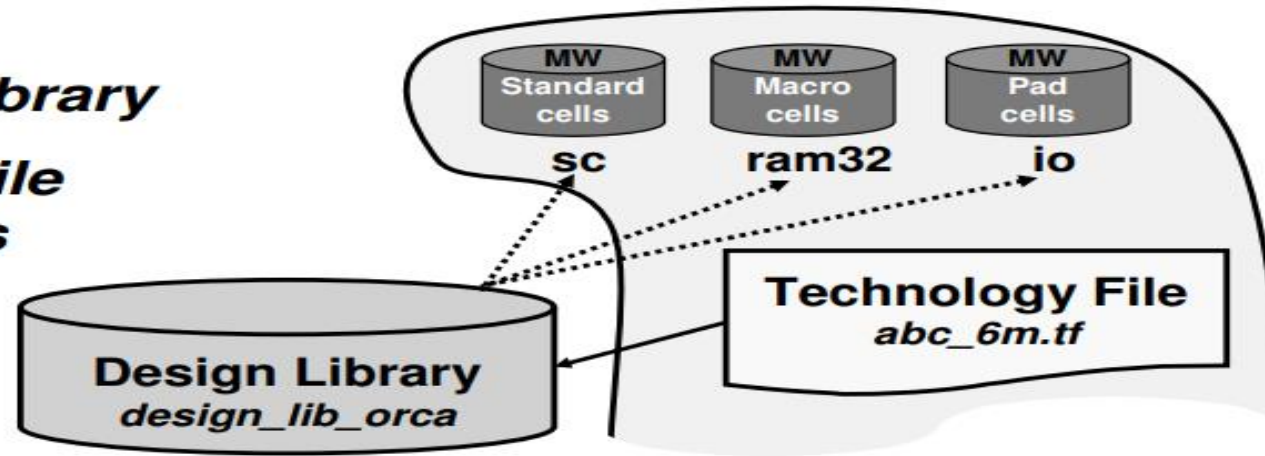 brary
ile
s
MW
Standard
cells
sc
MW
Macro
cells
ram32
MW
Pad
cells
io
Technology File
abc_6m.tf
Design Library
design_lib_orca